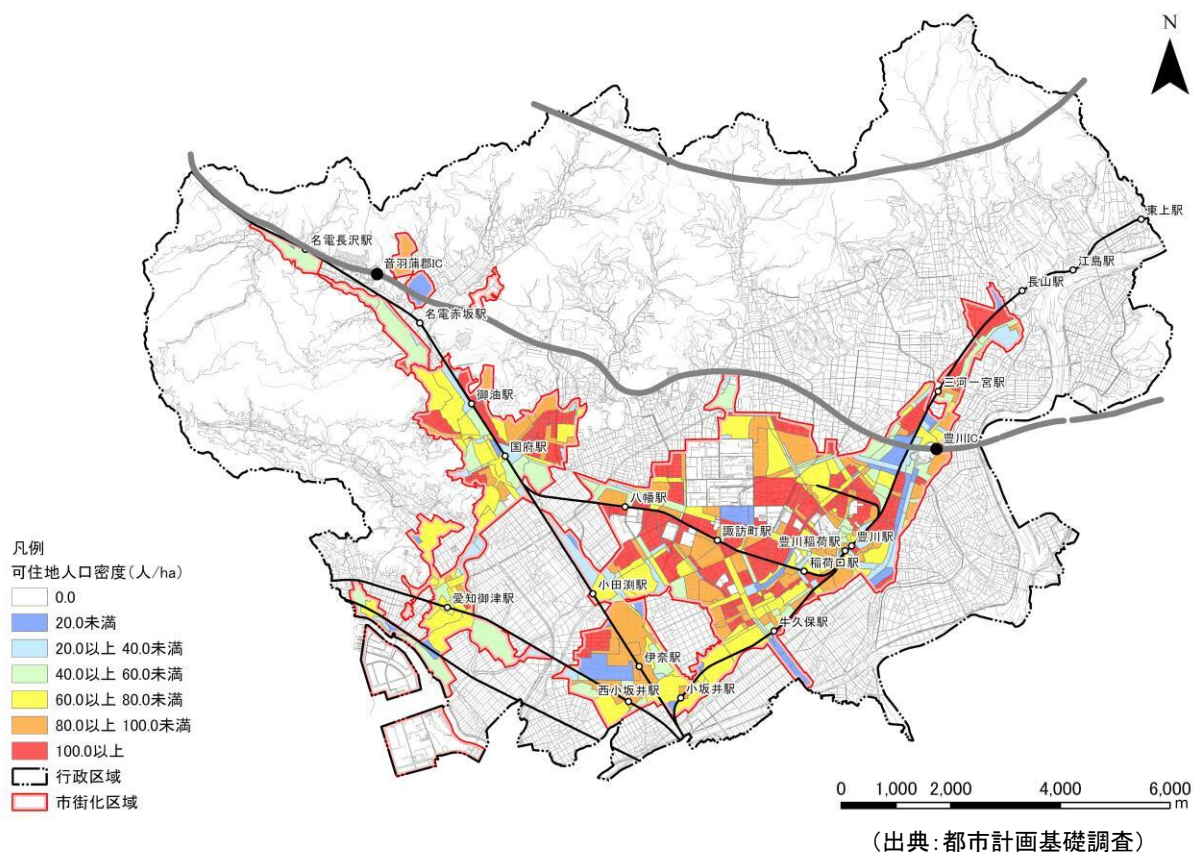 N
東上駅
江島駅
長山駅
名電長沢駅
音羽蒲郡IC
名電赤坂駅
三河一宮駅
御油駅
豊川IC
国府駅
八幡駅
諏訪町駅
豊川稲荷駅
豊川駅
稲荷口駅
小田渕駅
愛知御津駅
牛久保駅
伊奈駅
西小坂井駅
小坂井駅
凡例
可住地人口密度(人/ha)
0.0
20.0未満
20.0以上 40.0未満
40.0以上 60.0未満
60.0以上 80.0未満
80.0以上 100.0未満
100.0以上
行政区域
市街化区域
0 1,000 2,000 4,000 6,000
m
(出典:都市計画基礎調査)